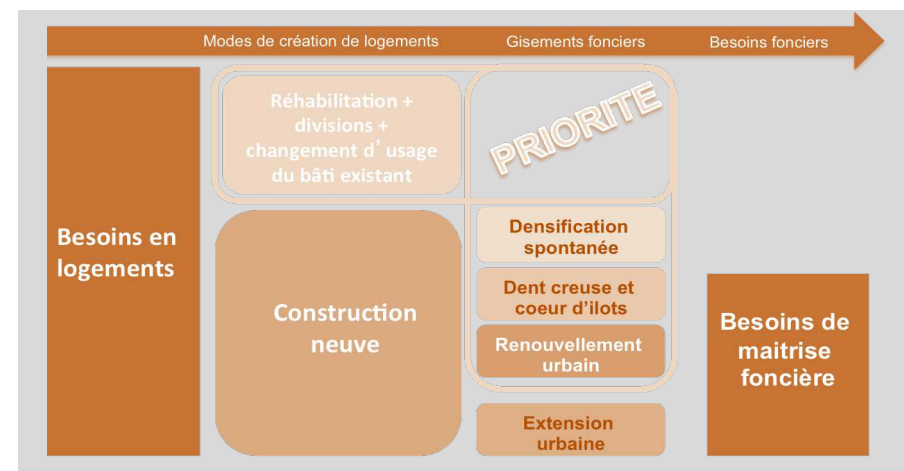 Modes de création de logements
Gisements fonciers
Besoins fonciers
Besoins en
logements
Réhabilitation +
divisions +
changement d’ usage
du bâti existant
PRIORITE
Construction
neuve
Densification
spontanée
Dent creuse et
coeur d’ilots
Renouvellement
urbain
Extension
urbaine
Besoins de
maitrise
foncière